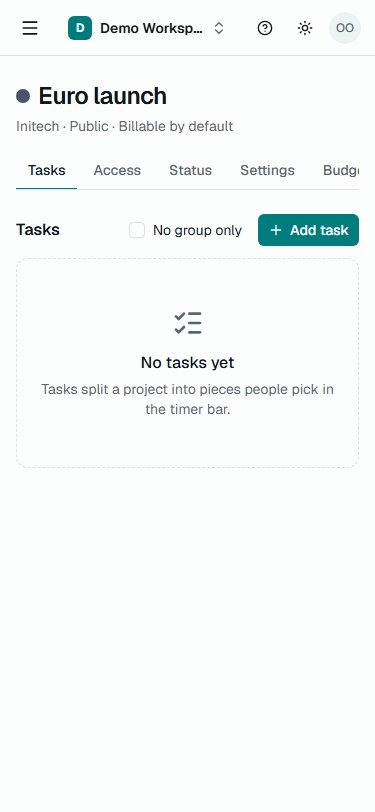 D Demo Worksp... OO
Euro launch
Initech · Public · Billable by default
Tasks Access Status Settings Budge
Tasks No group only + Add task
No tasks yet
Tasks split a project into pieces people pick in
the timer bar.